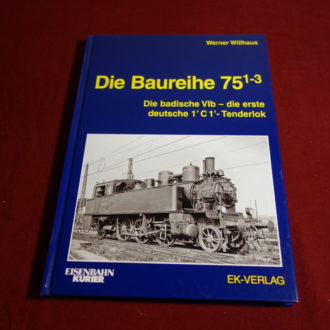 Werner Willhaus
Die Baureihe 75¹⁻³
Die badische VIb – die erste
deutsche 1' C 1'- Tenderlok
EISENBAHN
KURIER
EK-VERLAG